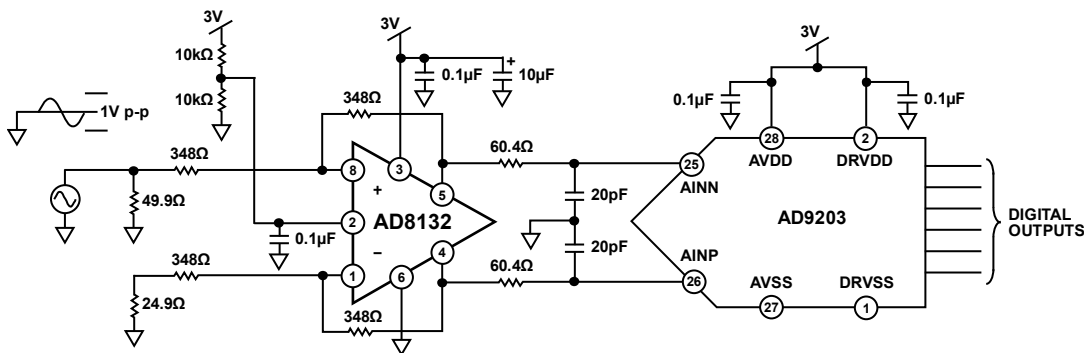 3V
10kΩ
10kΩ
1V p-p
348Ω
49.9Ω
348Ω
24.9Ω
0.1µF
3V
0.1µF
+
10µF
348Ω
8
+
3
5
2
AD8132
−
1
6
4
348Ω
60.4Ω
20pF
20pF
60.4Ω
3V
0.1µF
0.1µF
28
2
AVDD
DRVDD
25
AINN
AD9203
AINP
26
AVSS
DRVSS
27
1
DIGITAL
OUTPUTS